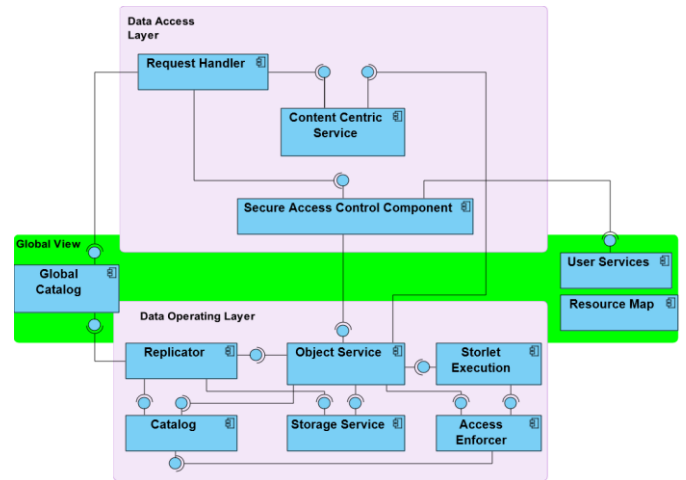 Data Access
Layer
Request Handler
Content Centric
Service
Secure Access Control Component
Global View
Global
Catalog
User Services
Resource Map
Data Operating Layer
Replicator
Object Service
Storlet
Execution
Catalog
Storage Service
Access
Enforcer